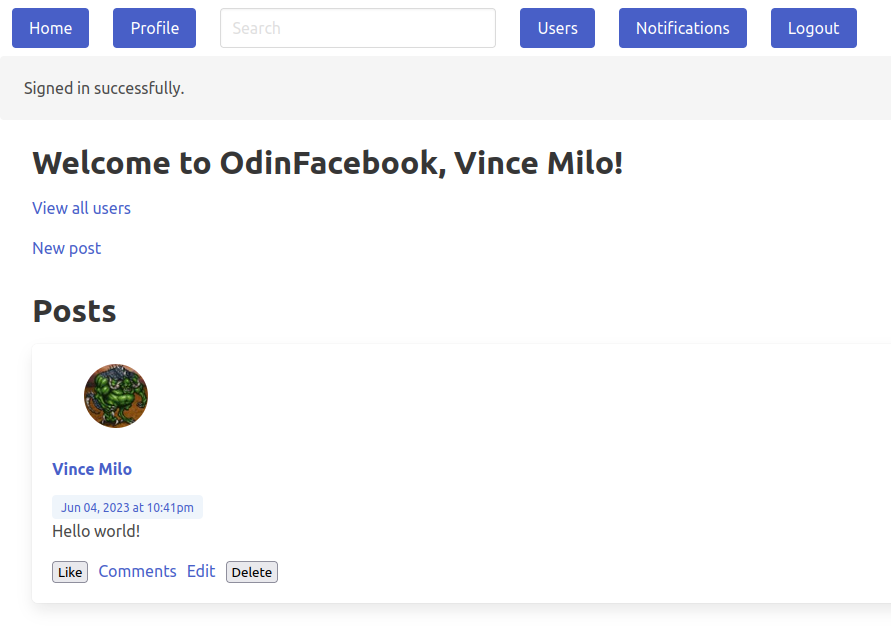 Home Profile Search Users Notifications Logout
Signed in successfully.
Welcome to OdinFacebook, Vince Milo!
View all users
New post
Posts
Vince Milo
Jun 04, 2023 at 10:41pm
Hello world!
Like Comments Edit Delete